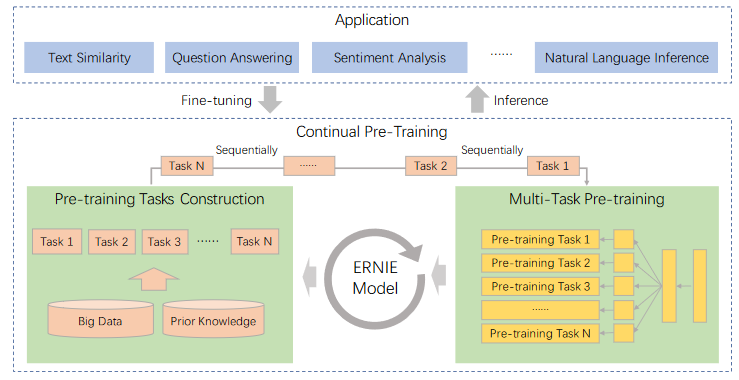 Application
Text Similarity
Question Answering
Sentiment Analysis
......
Natural Language Inference
Fine-tuning
Inference
Continual Pre-Training
Sequentially
Sequentially
Task N
......
Task 2
Task 1
Pre-training Tasks Construction
Task 1
Task 2
Task 3
......
Task N
Big Data
Prior Knowledge
ERNIE
Model
Multi-Task Pre-training
Pre-training Task 1
Pre-training Task 2
Pre-training Task 3
......
Pre-training Task N